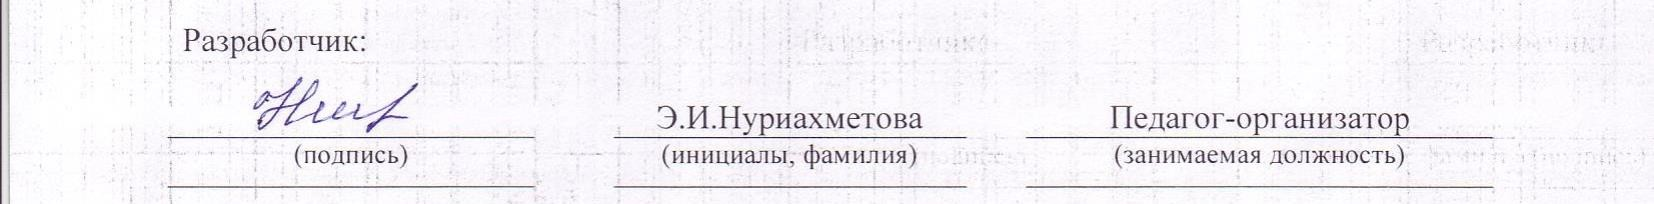 Разработчик:
Э.И.Нуриахметова Педагог-организатор
(подпись) (инициалы, фамилия) (занимаемая должность)